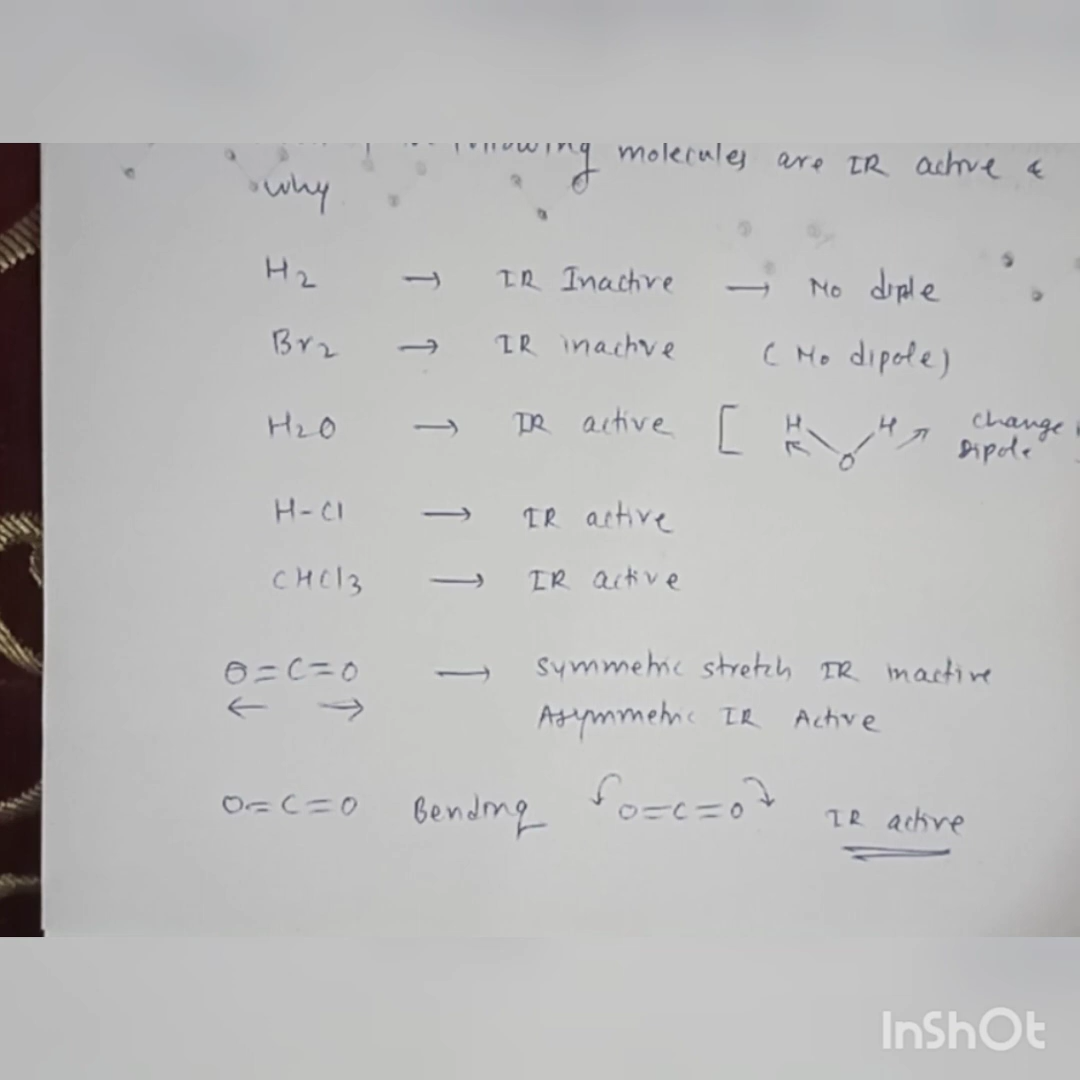 following molecules are IR active &
why
H2 → IR Inactive → No diple
Br2 → IR inactive (No dipole)
H2O → IR active [ H O H change
Dipole
H-Cl → IR active
CHCl3 → IR active
O=C=O → Symmetric stretch IR inactive
← → Asymmetric IR Active
O=C=O Bending O=C=O IR active
InShOt